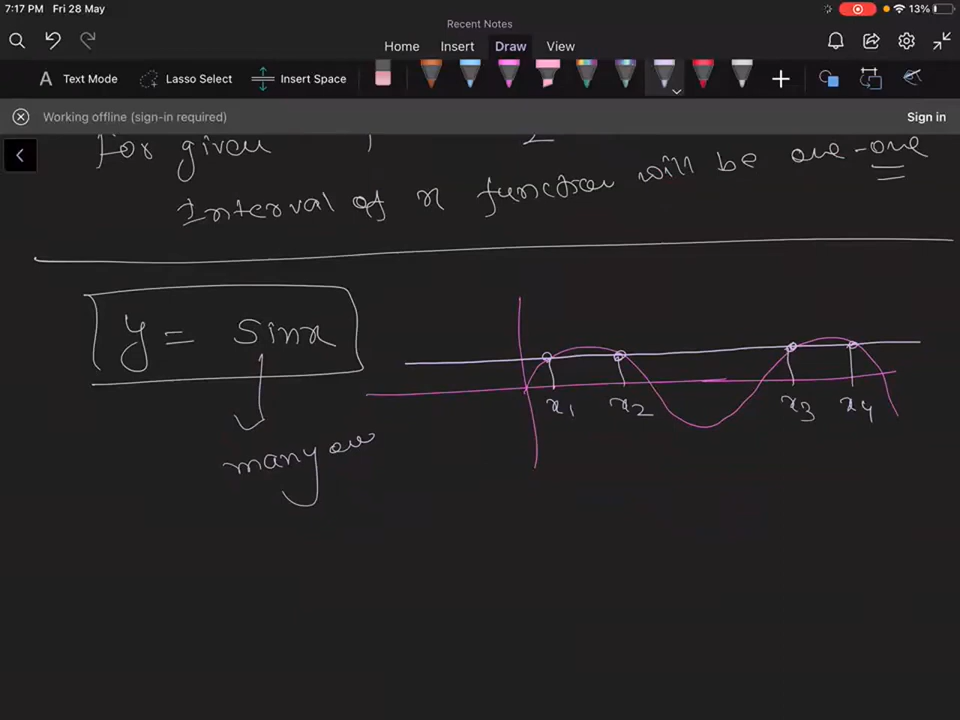 7:17 PM Fri 28 May
13%
Recent Notes
Home Insert Draw View
A Text Mode Lasso Select Insert Space
Working offline (sign-in required)
Sign in
For given
Interval of x function will be one-one
y = sinx
many one
x1 x2 x3 x4